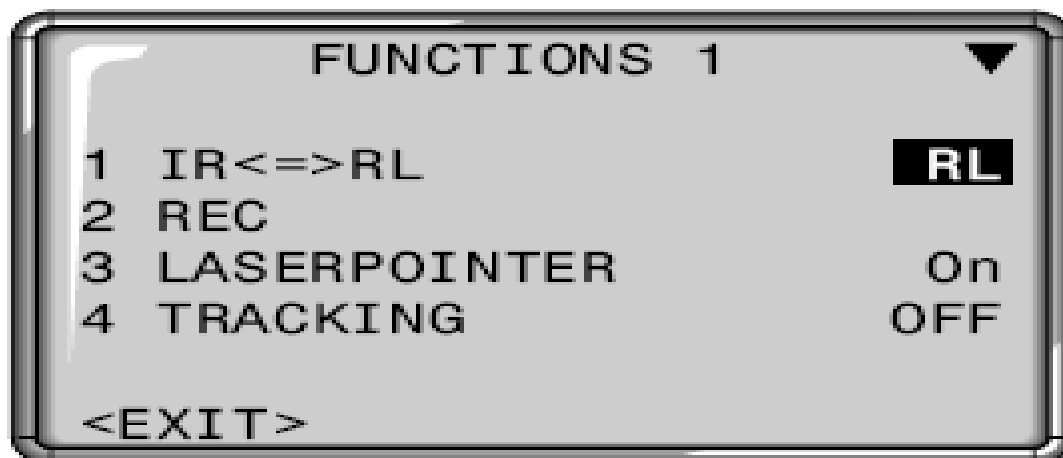 FUNCTIONS 1
1 IR<=>RL RL
2 REC
3 LASERPOINTER On
4 TRACKING OFF
<EXIT>